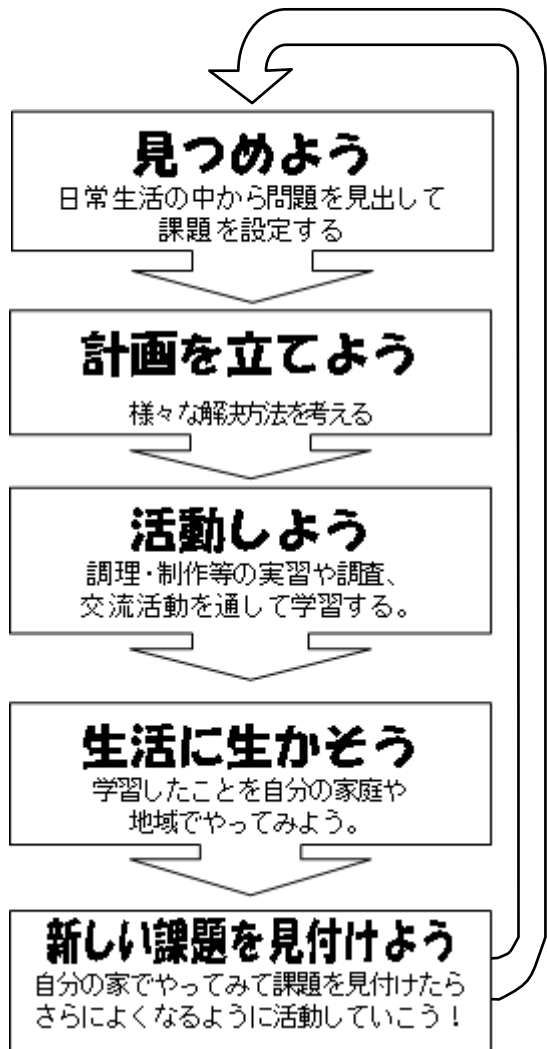 見つめよう
日常生活の中から問題を見出して
課題を設定する
計画を立てよう
様々な解決方法を考える
活動しよう
調理・制作等の実習や調査、
交流活動を通して学習する。
生活に生かそう
学習したことを自分の家庭や
地域でやってみよう。
新しい課題を見付けよう
自分の家でやってみて課題を見付けたら
さらによくなるように活動していこう！